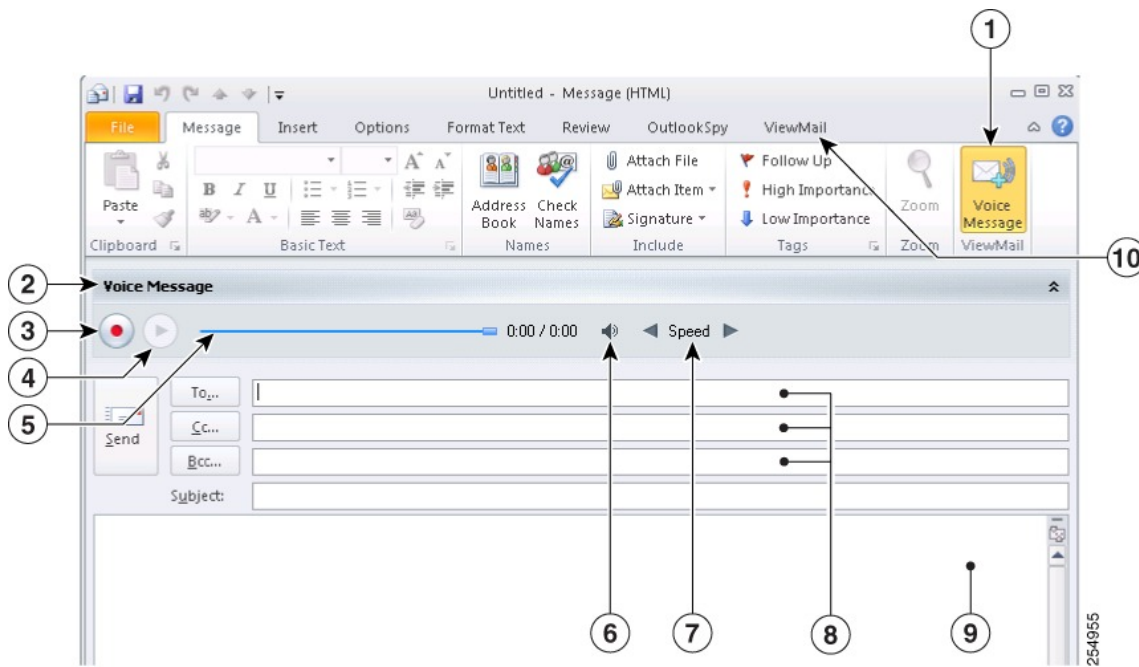 1
Untitled - Message (HTML)
File Message Insert Options Format Text Review OutlookSpy ViewMail
Paste
B I U
A A
ab A
Aa
Address Book
Check Names
Attach File
Attach Item
Signature
Follow Up
High Importance
Low Importance
Zoom
Voice Message
Clipboard Basic Text Names Include Tags Zoom ViewMail
10
2
Voice Message
3
0:00 / 0:00 Speed
4
5
To...
Send
Cc...
Bcc...
Subject:
6 7 8 9
254955